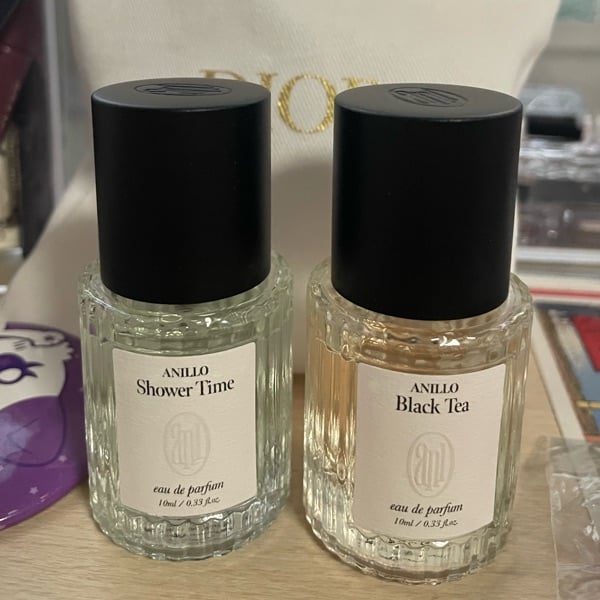 DIOR
ANILLO
Shower Time
eau de parfum
10ml / 0.33 fl.oz.
ANILLO
Black Tea
eau de parfum
10ml / 0.33 fl.oz.